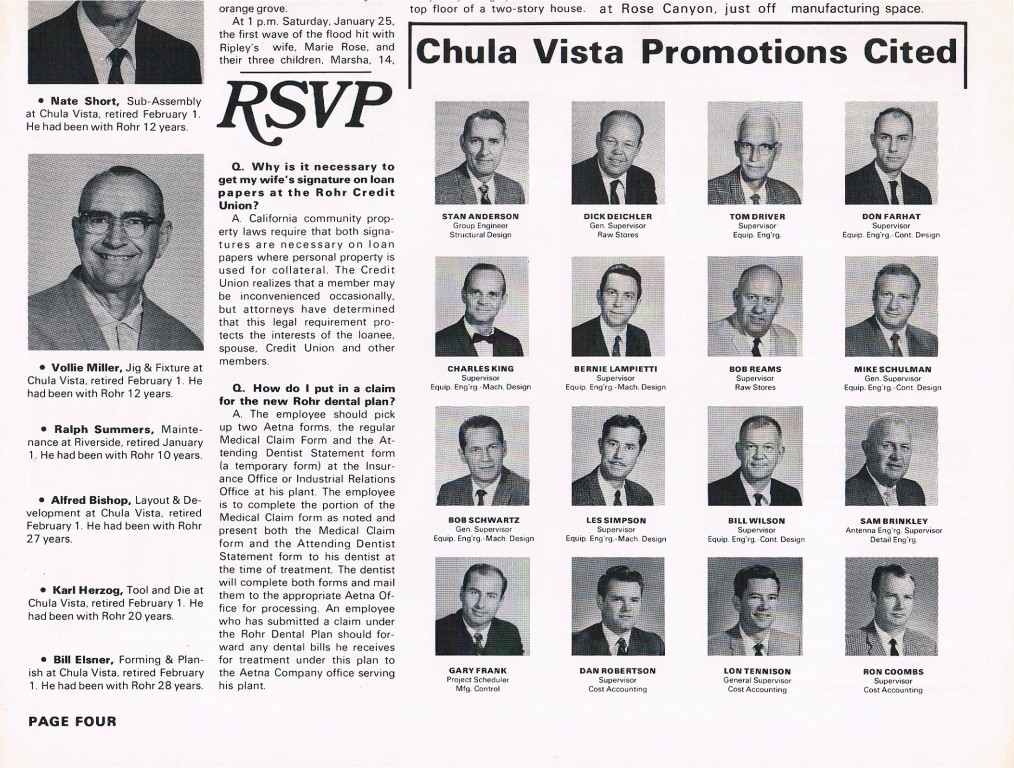 • Nate Short, Sub-Assembly
at Chula Vista, retired February 1.
He had been with Rohr 12 years.
• Vollie Miller, Jig & Fixture at
Chula Vista, retired February 1. He
had been with Rohr 12 years.
• Ralph Summers, Mainte-
nance at Riverside, retired January
1. He had been with Rohr 10 years.
• Alfred Bishop, Layout & De-
velopment at Chula Vista, retired
February 1. He had been with Rohr
27 years.
• Karl Herzog, Tool and Die at
Chula Vista, retired February 1. He
had been with Rohr 20 years.
• Bill Elsner, Forming & Plan-
ish at Chula Vista, retired February
1. He had been with Rohr 28 years.
PAGE FOUR
orange grove.
At 1 p.m. Saturday, January 25,
the first wave of the flood hit with
Ripley's wife, Marie Rose, and
their three children, Marsha, 14,
RSVP
Q. Why is it necessary to
get my wife's signature on loan
papers at the Rohr Credit
Union?
A. California community prop-
erty laws require that both signa-
tures are necessary on loan
papers where personal property is
used for collateral. The Credit
Union realizes that a member may
be inconvenienced occasionally,
but attorneys have determined
that this legal requirement pro-
tects the interests of the loanee,
spouse, Credit Union and other
members.
Q. How do I put in a claim
for the new Rohr dental plan?
A. The employee should pick
up two Aetna forms, the regular
Medical Claim Form and the At-
tending Dentist Statement form
(a temporary form) at the Insur-
ance Office or Industrial Relations
Office at his plant. The employee
is to complete the portion of the
Medical Claim form as noted and
present both the Medical Claim
form and the Attending Dentist
Statement form to his dentist at
the time of treatment. The dentist
will complete both forms and mail
them to the appropriate Aetna Of-
fice for processing. An employee
who has submitted a claim under
the Rohr Dental Plan should for-
ward any dental bills he receives
for treatment under this plan to
the Aetna Company office serving
his plant.
top floor of a two-story house.
at Rose Canyon, just off
manufacturing space.
Chula Vista Promotions Cited
STAN ANDERSON
Group Engineer
Structural Design
DICK DEICHLER
Gen. Supervisor
Raw Stores
TOM DRIVER
Supervisor
Equip. Eng'rg.
DON FARHAT
Supervisor
Equip. Eng'rg.-Cont. Design
CHARLES KING
Supervisor
Equip. Eng'rg.-Mach. Design
BERNIE LAMPIETTI
Supervisor
Equip. Eng'rg.-Mach. Design
BOB REAMS
Supervisor
Raw Stores
MIKE SCHULMAN
Gen. Supervisor
Equip. Eng'rg.-Cont. Design
BOB SCHWARTZ
Gen. Supervisor
Equip. Eng'rg.-Mach. Design
LES SIMPSON
Supervisor
Equip. Eng'rg.-Mach. Design
BILL WILSON
Supervisor
Equip. Eng'rg.-Cont. Design
SAM BRINKLEY
Antenna Eng'rg. Supervisor
Detail Eng'rg.
GARY FRANK
Project Scheduler
Mfg. Control
DAN ROBERTSON
Supervisor
Cost Accounting
LON TENNISON
General Supervisor
Cost Accounting
RON COOMBS
Supervisor
Cost Accounting